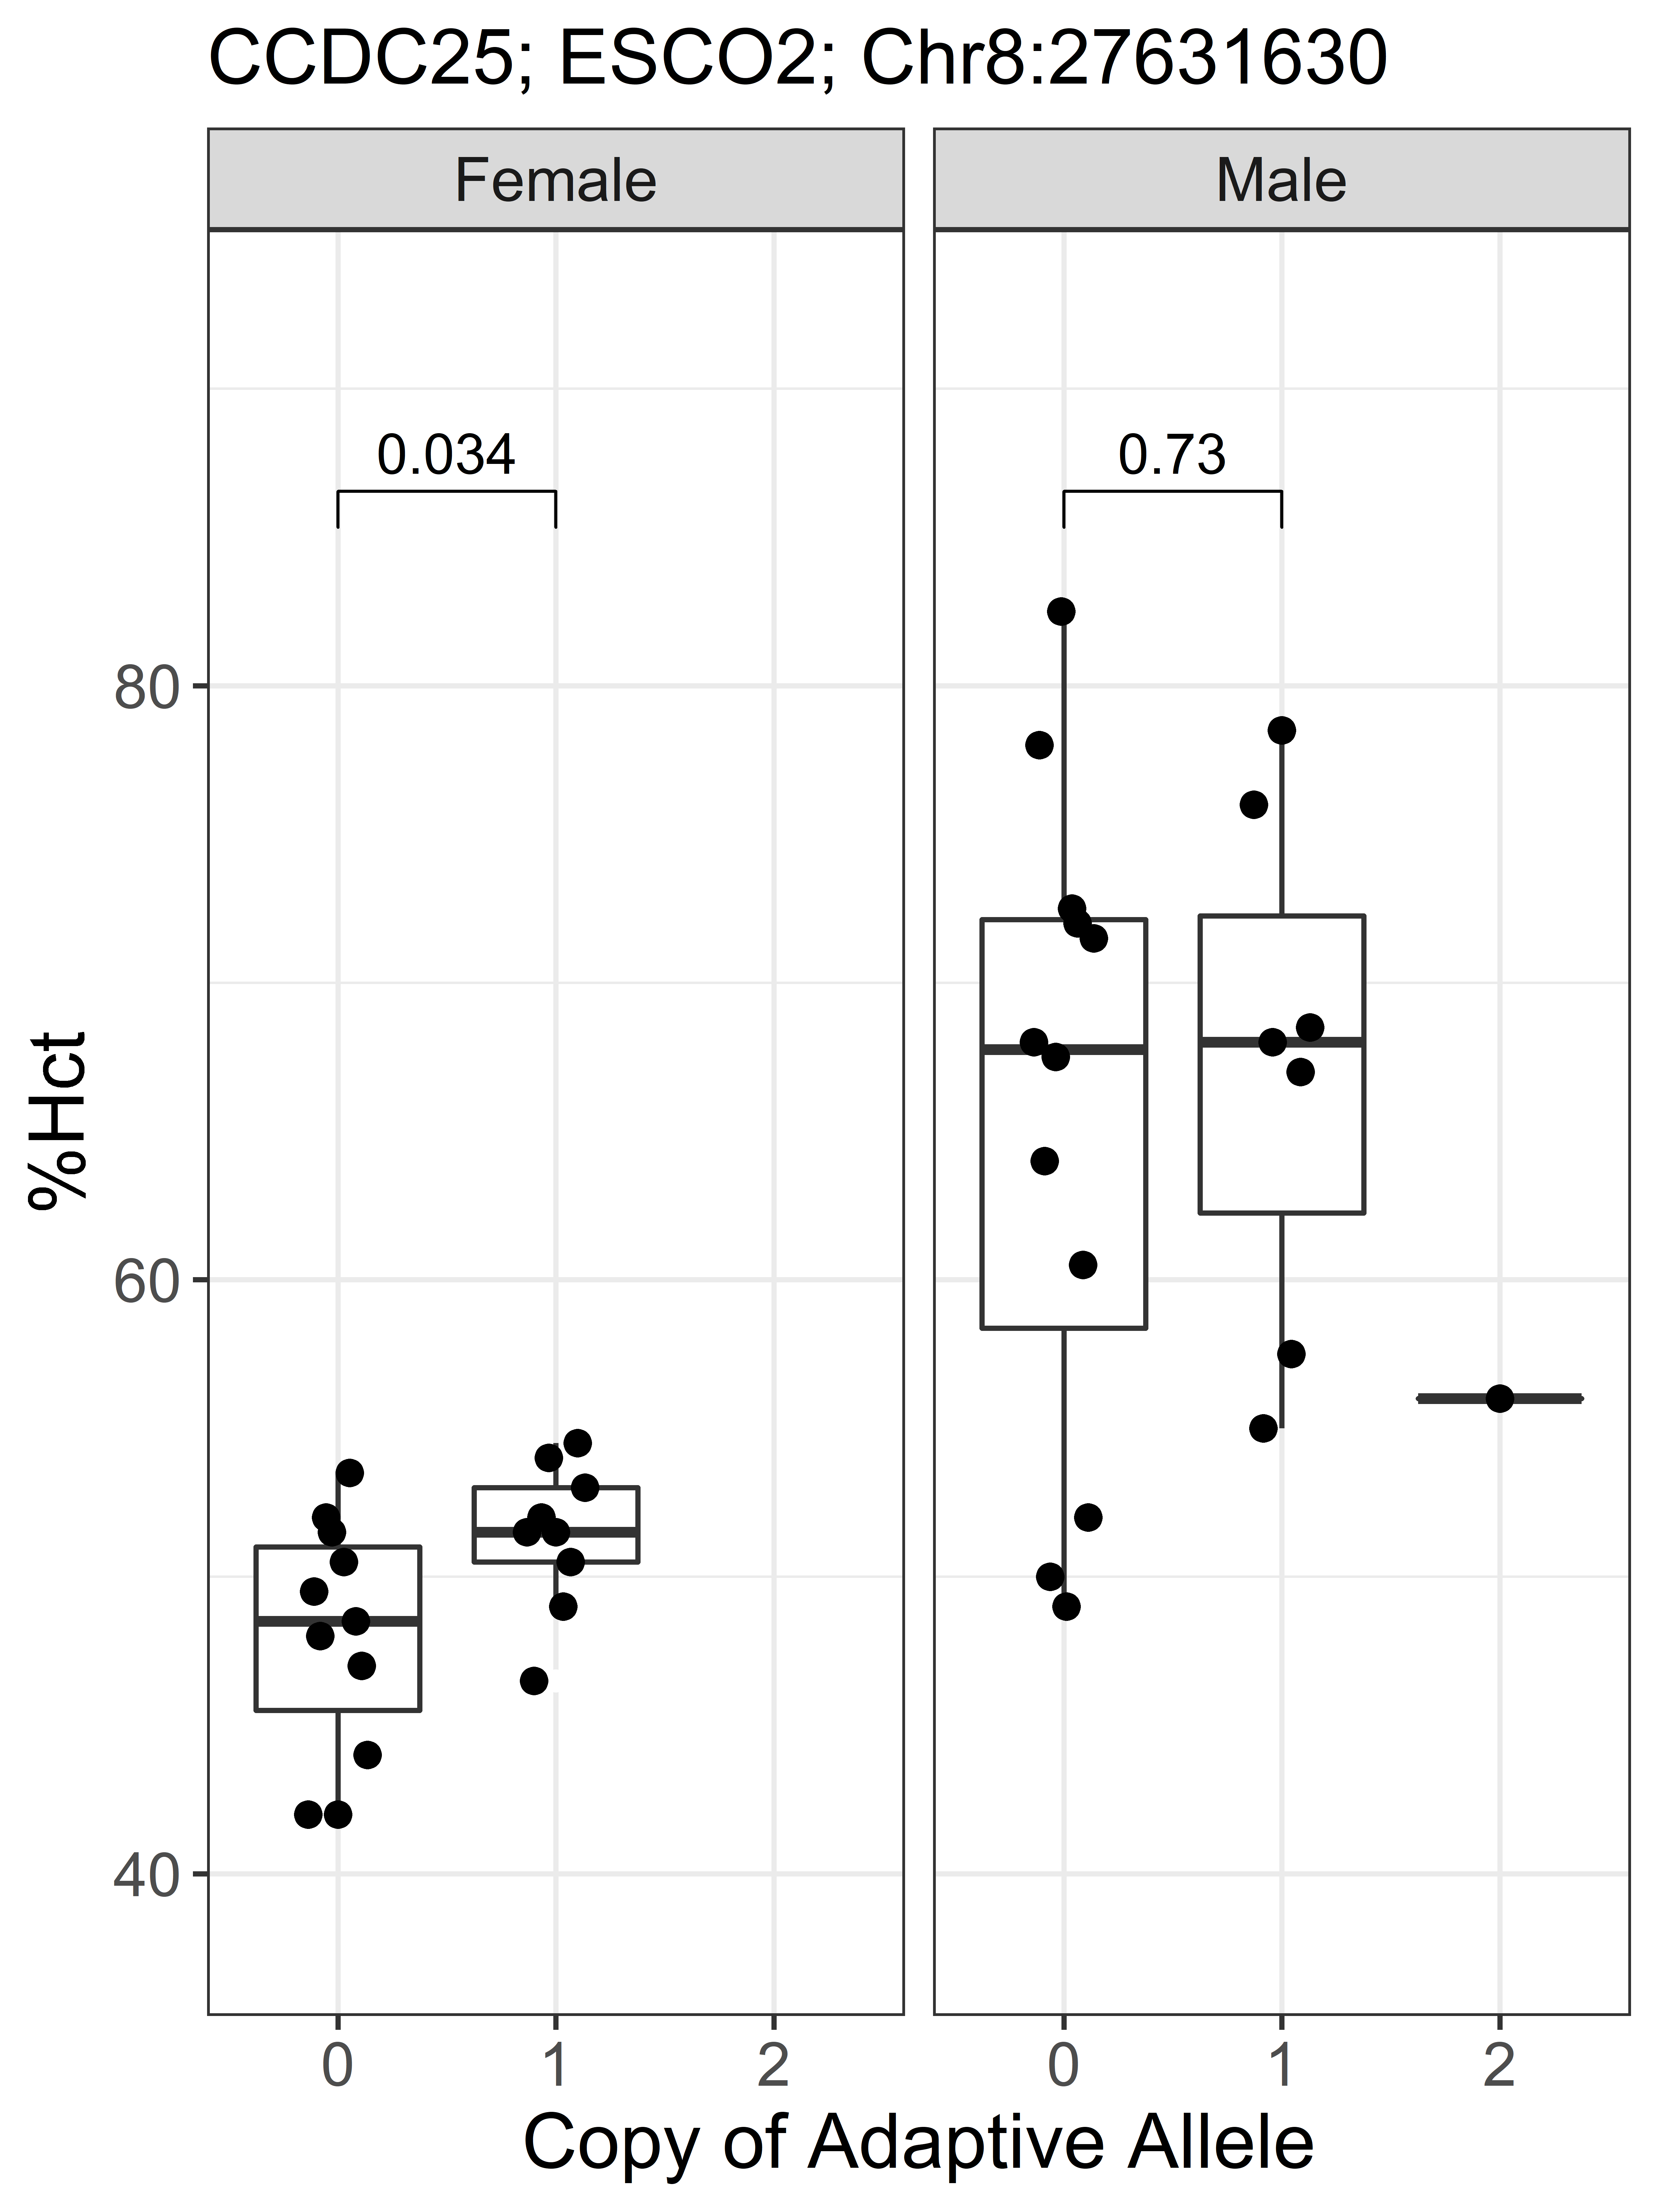 CCDC25; ESCO2; Chr8:27631630
Female
Male
0.034
0.73
%Hct
80
60
40
0 1 2
0 1 2
Copy of Adaptive Allele